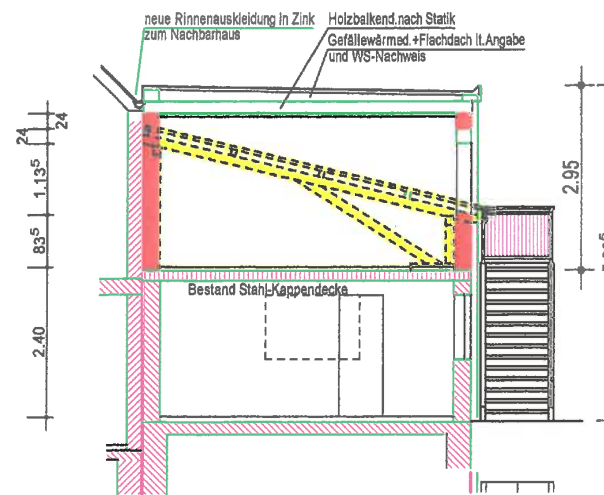 neue Rinnenauskleidung in Zink
zum Nachbarhaus
Holzbalkend.nach Statik
Gefällewärmed.+Flachdach lt.Angabe
und WS-Nachweis
24
24
1.13⁵
83⁵
2.40
2.95
Bestand Stahl-Kappendecke